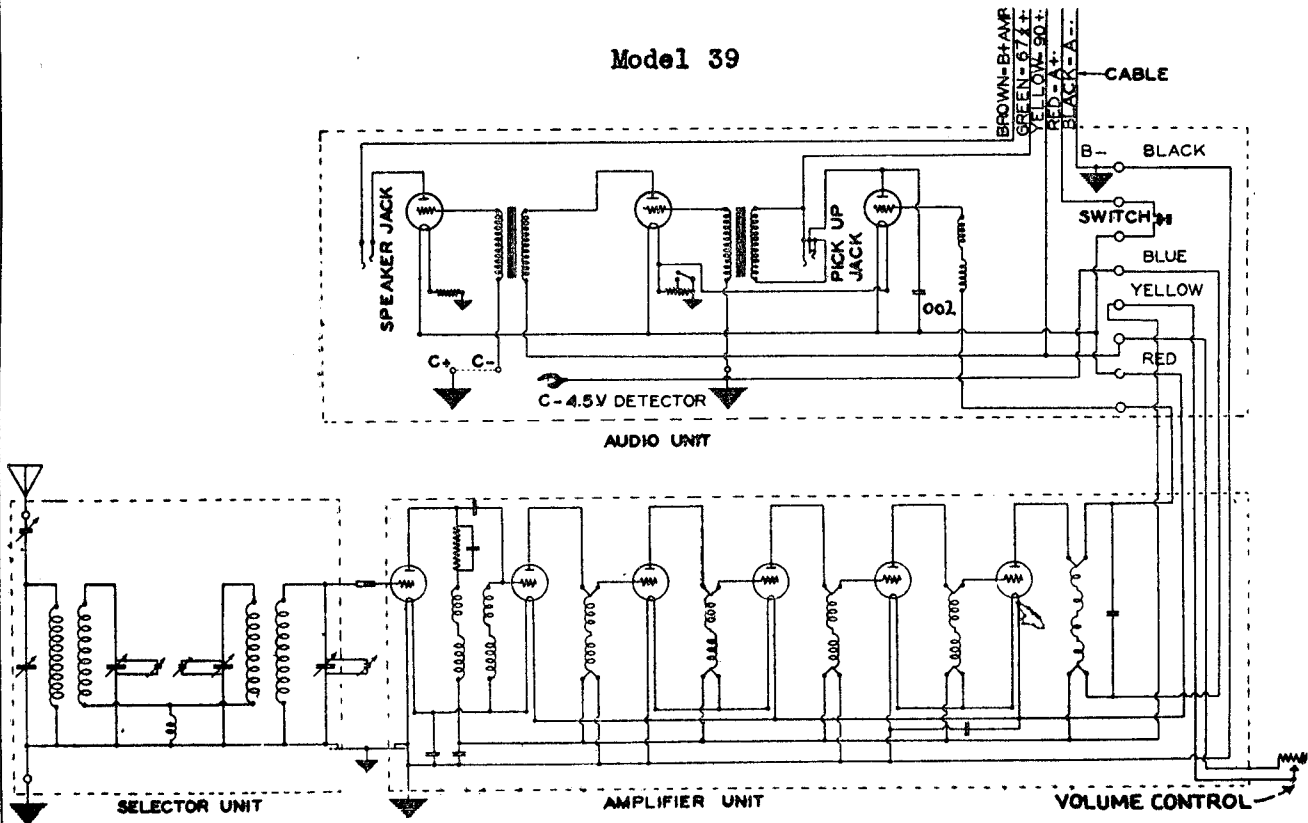 Model 39
BROWN-B+AMP
GREEN-67½+
YELLOW-90+
RED-A+
BLACK-A-
CABLE
B-
BLACK
SWITCH
BLUE
YELLOW
RED
SPEAKER JACK
PICK UP
JACK
002
C+ C-
C-4.5V DETECTOR
AUDIO UNIT
SELECTOR UNIT
AMPLIFIER UNIT
VOLUME CONTROL